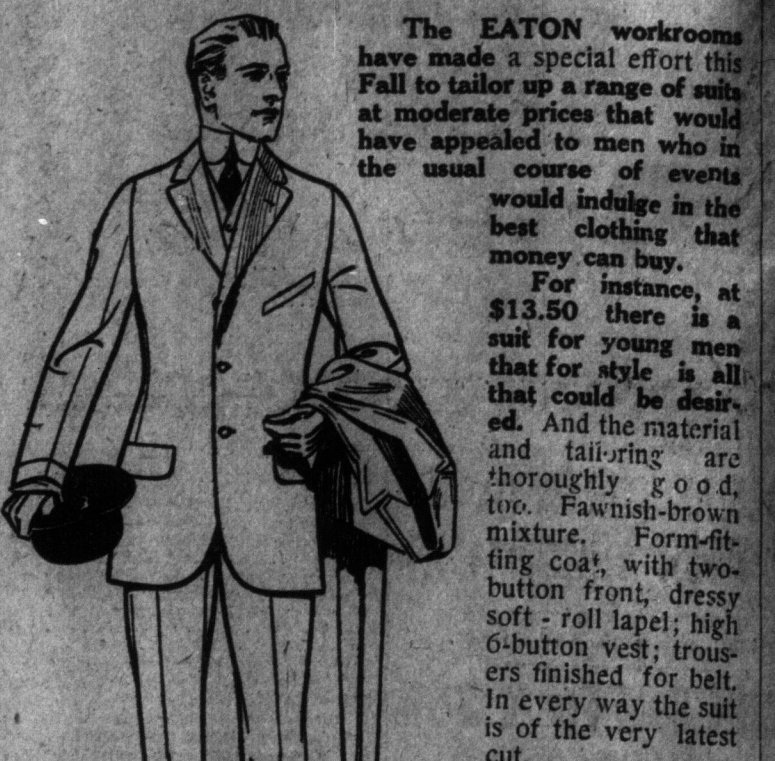 The EATON workrooms
have made a special effort this
Fall to tailor up a range of suits
at moderate prices that would
have appealed to men who in
the usual course of events
would indulge in the
best clothing that
money can buy.
For instance, at
$13.50 there is a
suit for young men
that for style is all
that could be desir-
ed. And the material
and tailoring are
thoroughly good,
too. Fawnish-brown
mixture. Form-fit-
ting coat, with two-
button front, dressy
soft - roll lapel; high
6-button vest; trous-
ers finished for belt.
In every way the suit
is of the very latest
cut